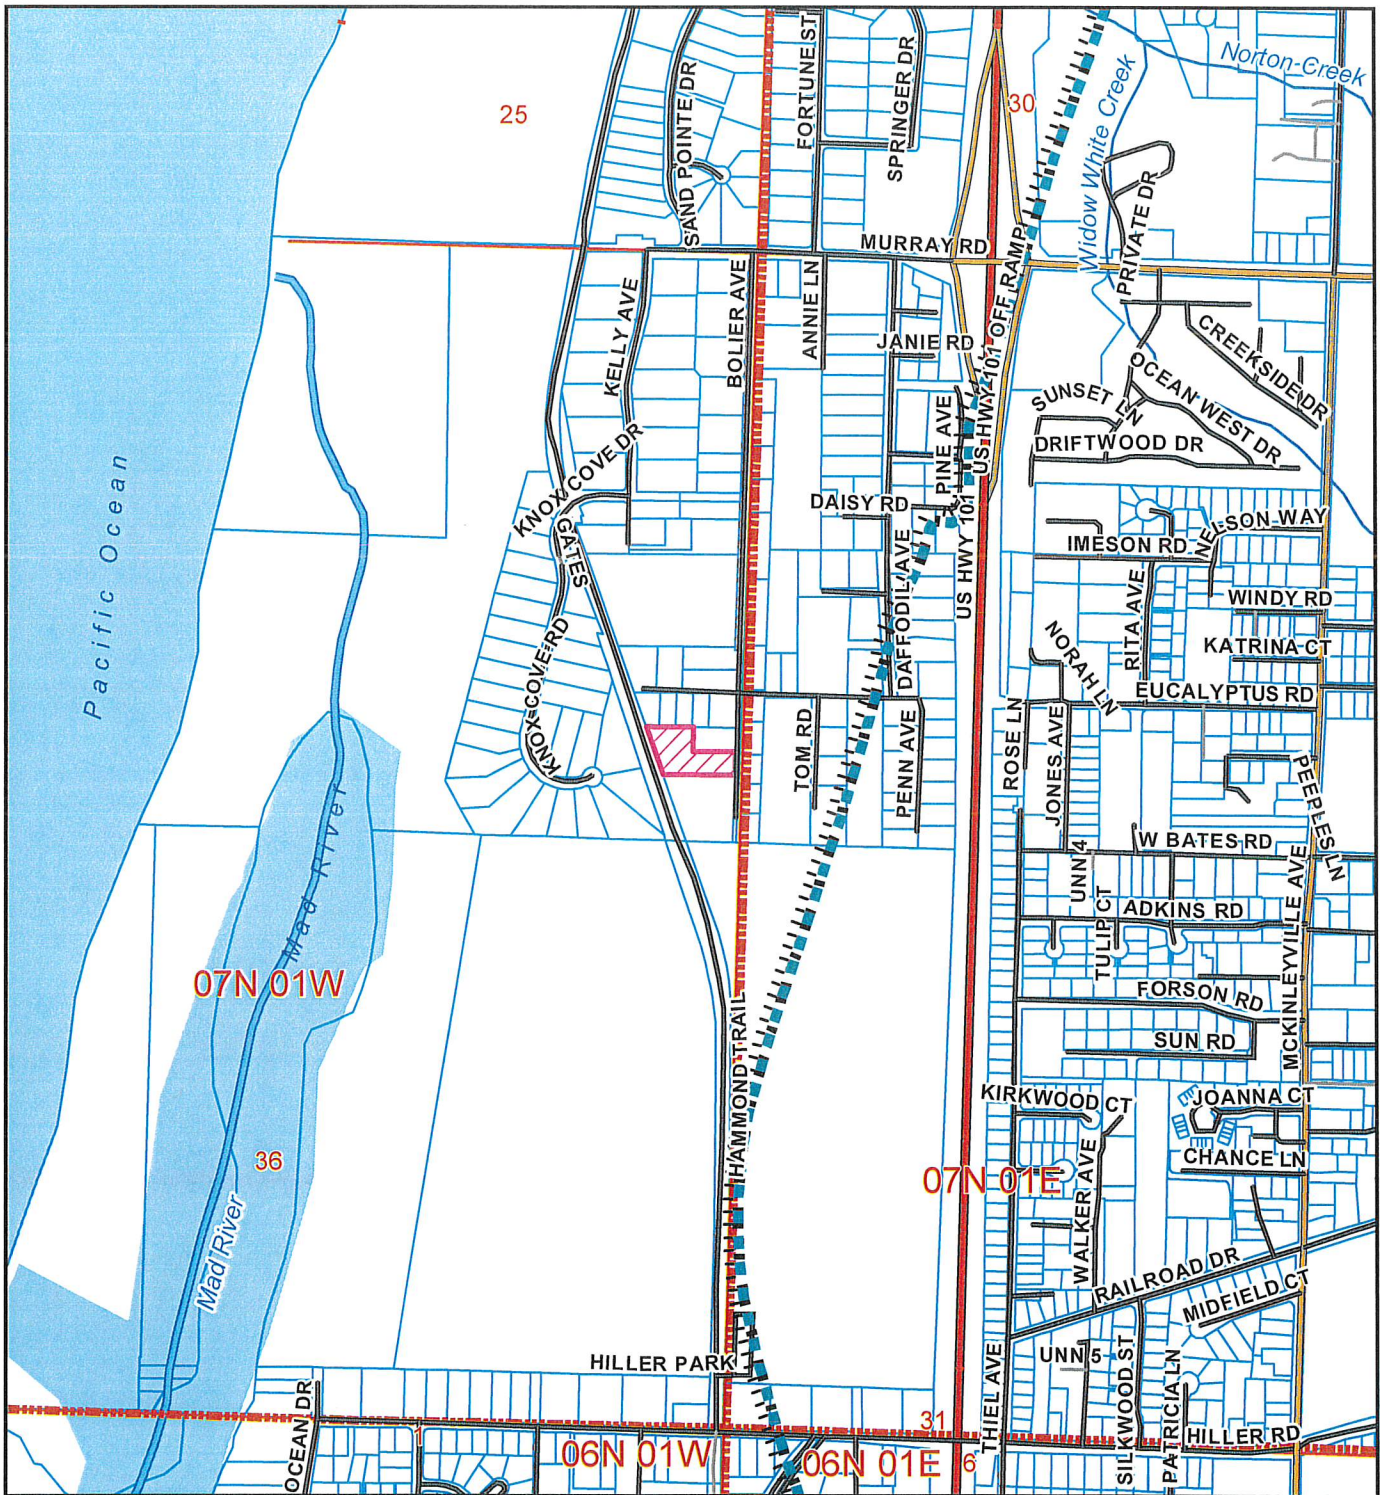 Norton-Creek
25
30
SAND POINTE DR
FORTUNE ST
SPRINGER DR
Widow White Creek
PRIVATE DR
MURRAY RD
US HWY 101 OFF RAMP
KELLY AVE
BOLIER AVE
ANNIE LN
JANIE RD
CREEKSIDE DR
OCEAN WEST DR
SUNSET LN
DRIFTWOOD DR
PINE AVE
KNOX COVE DR
GATES
DAISY RD
US HWY 101
NELSON WAY
IMESON RD
Pacific Ocean
DAFFODIL AVE
RITA AVE
WINDY RD
KATRINA CT
NORAH LN
EUCALYPTUS RD
KNOX COVE RD
TOM RD
PENN AVE
ROSE LN
JONES AVE
PEEPLES LN
W BATES RD
UNN 4
TULIP CT
ADKINS RD
MCKINLEYVILLE AVE
Mad River
07N 01W
FORSON RD
SUN RD
HAMMOND TRAIL
KIRKWOOD CT
JOANNA CT
CHANCE LN
36
07N 01E
WALKER AVE
Mad River
RAILROAD DR
MIDFIELD CT
HILLER PARK
UNN 5
THIEL AVE
SILKWOOD ST
PATRICIA LN
HILLER RD
OCEAN DR
1
31
06N 01W
06N 01E
6